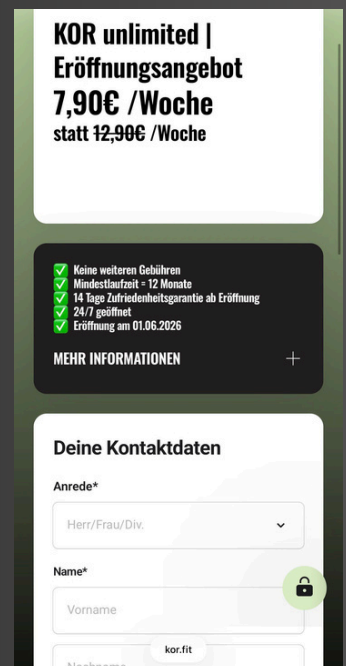 KOR unlimited |
Eröffnungsangebot
7,90€ /Woche
statt 12,90€ /Woche
✅ Keine weiteren Gebühren
✅ Mindestlaufzeit = 12 Monate
✅ 14 Tage Zufriedenheitsgarantie ab Eröffnung
✅ 24/7 geöffnet
✅ Eröffnung am 01.06.2026
MEHR INFORMATIONEN
Deine Kontaktdaten
Anrede*
Herr/Frau/Div.
Name*
Vorname
kor.fit
Nachname